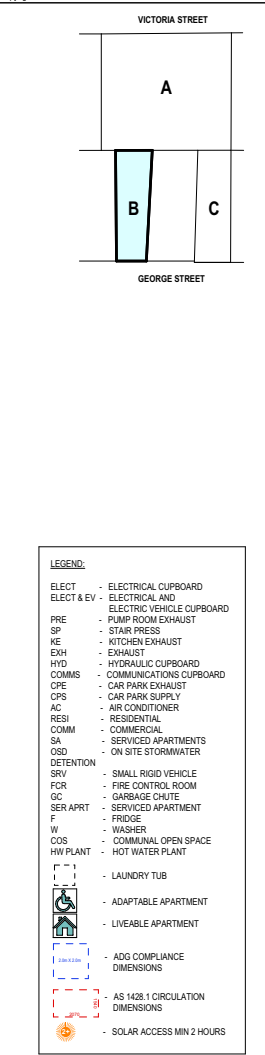 VICTORIA STREET
A
B
C
GEORGE STREET
LEGEND:
ELECT - ELECTRICAL CUPBOARD
ELECT & EV - ELECTRICAL AND
ELECTRIC VEHICLE CUPBOARD
PRE - PUMP ROOM EXHAUST
SP - STAIR PRESS
KE - KITCHEN EXHAUST
EXH - EXHAUST
HYD - HYDRAULIC CUPBOARD
COMMS - COMMUNICATIONS CUPBOARD
CPE - CAR PARK EXHAUST
CPS - CAR PARK SUPPLY
AC - AIR CONDITIONER
RESI - RESIDENTIAL
COMM - COMMERCIAL
SA - SERVICED APARTMENTS
OSD - ON SITE STORMWATER
DETENTION
SRV - SMALL RIGID VEHICLE
FCR - FIRE CONTROL ROOM
GC - GARBAGE CHUTE
SER APRT - SERVICED APARTMENT
F - FRIDGE
W - WASHER
COS - COMMUNAL OPEN SPACE
HW PLANT - HOT WATER PLANT
- LAUNDRY TUB
- ADAPTABLE APARTMENT
- LIVEABLE APARTMENT
2.0m X 2.0m - ADG COMPLIANCE
DIMENSIONS
- AS 1428.1 CIRCULATION
DIMENSIONS
2+ - SOLAR ACCESS MIN 2 HOURS